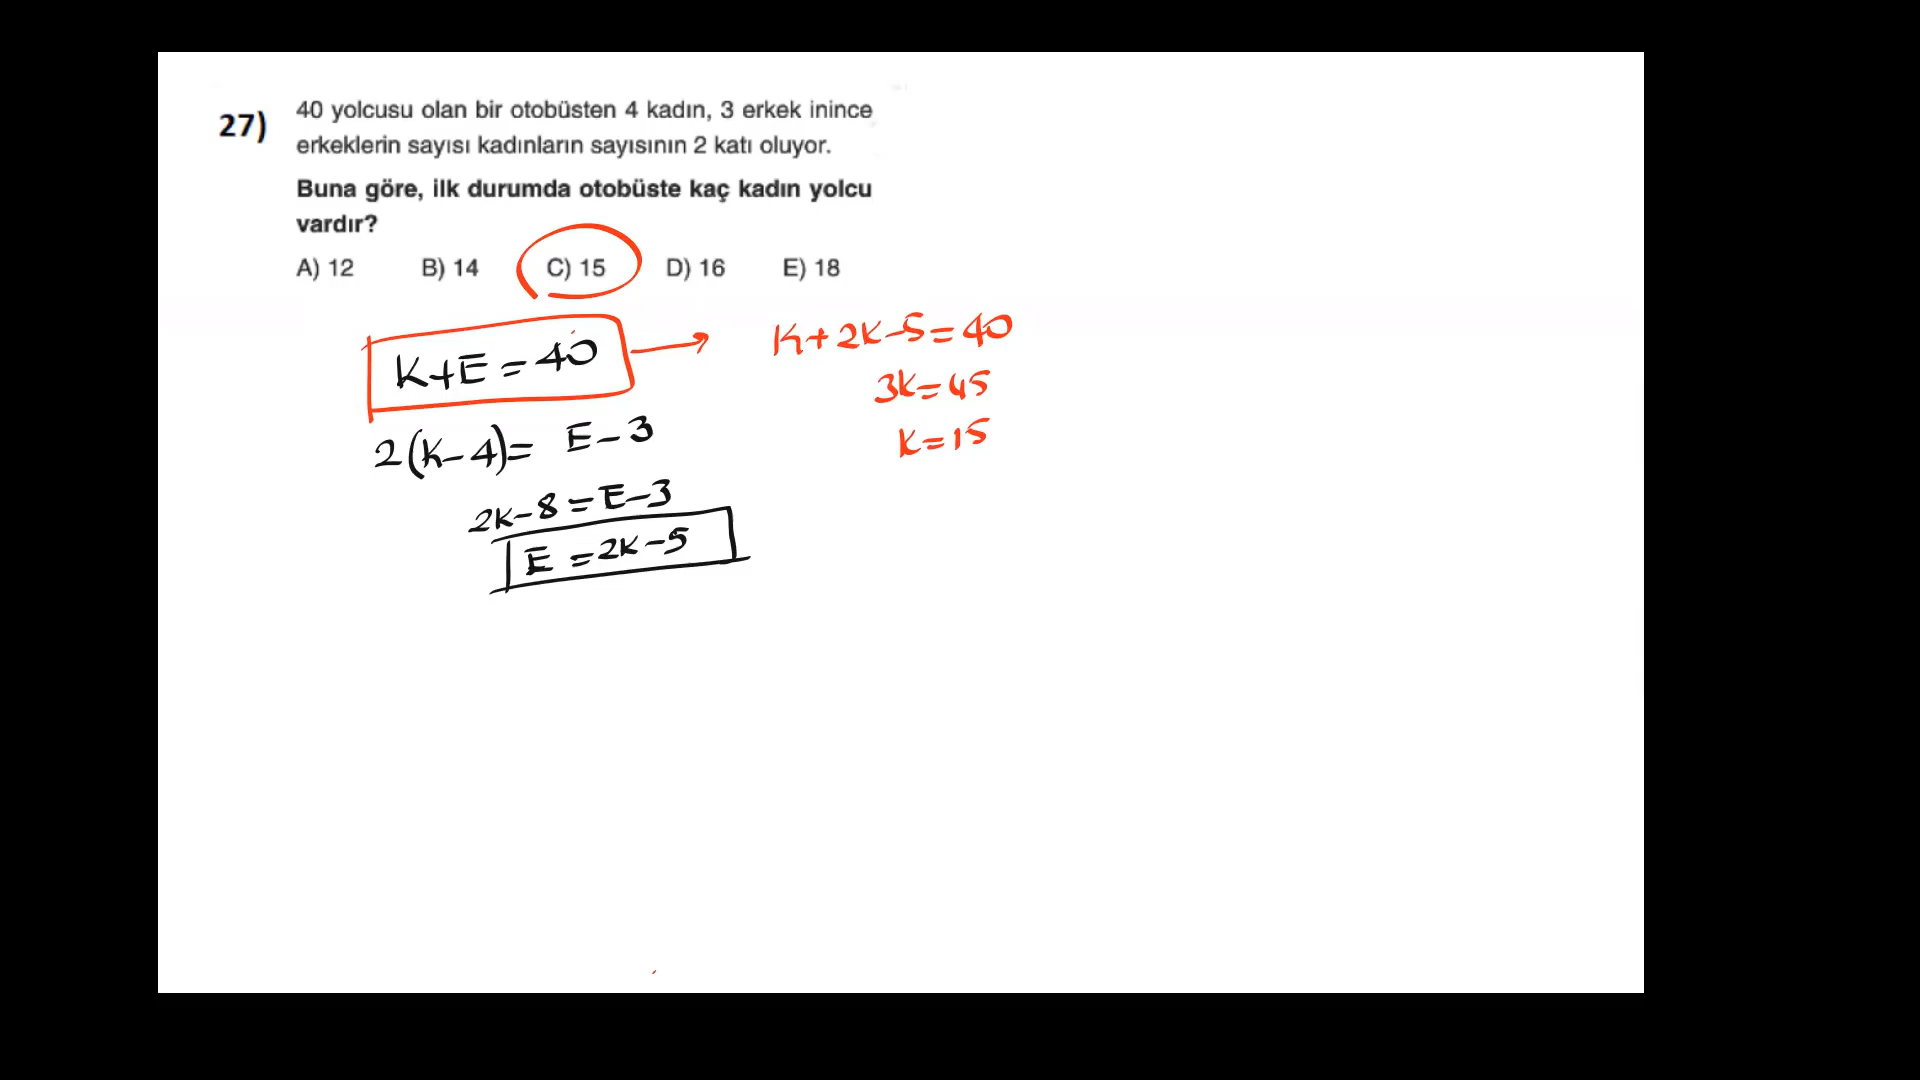 27)
40 yolcusu olan bir otobüsten 4 kadın, 3 erkek inince
erkeklerin sayısı kadınların sayısının 2 katı oluyor.
Buna göre, ilk durumda otobüste kaç kadın yolcu
vardır?
A) 12 B) 14 C) 15 D) 16 E) 18
K+E=40
2(K-4)= E-3
2K-8=E-3
E=2K-5
K+2K-5=40
3K=45
K=15